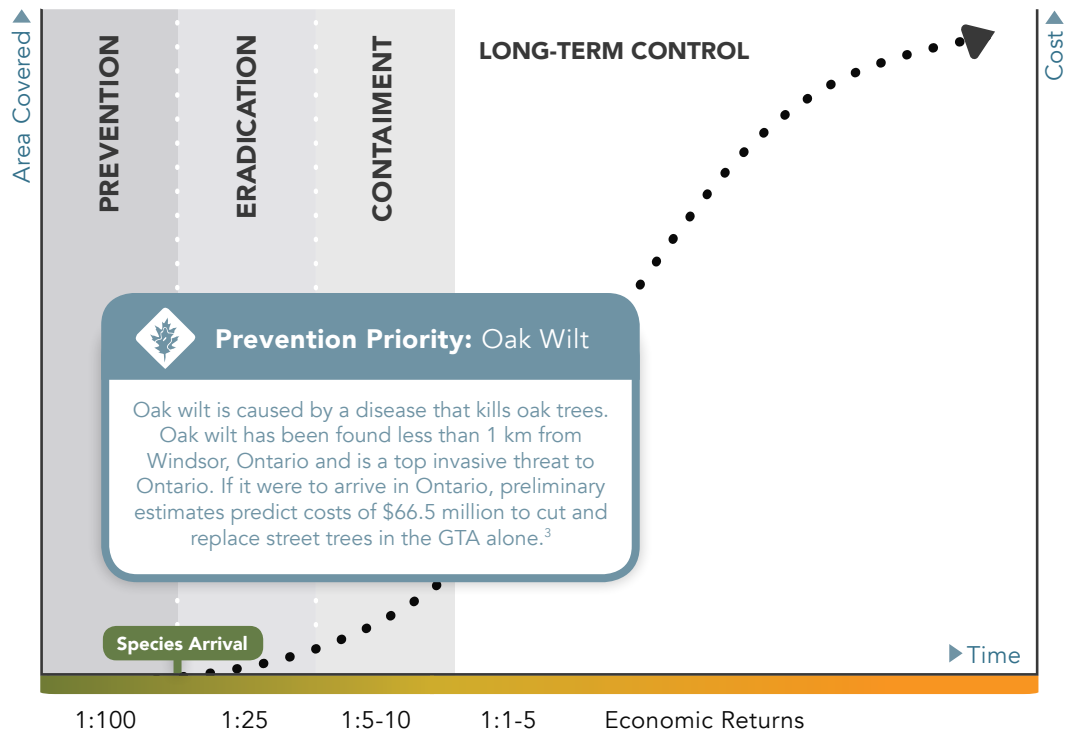 Area Covered
PREVENTION
ERADICATION
CONTAIMENT
LONG-TERM CONTROL
Cost
Prevention Priority: Oak Wilt
Oak wilt is caused by a disease that kills oak trees.
Oak wilt has been found less than 1 km from
Windsor, Ontario and is a top invasive threat to
Ontario. If it were to arrive in Ontario, preliminary
estimates predict costs of $66.5 million to cut and
replace street trees in the GTA alone.³
Species Arrival
Time
1:100 1:25 1:5-10 1:1-5 Economic Returns